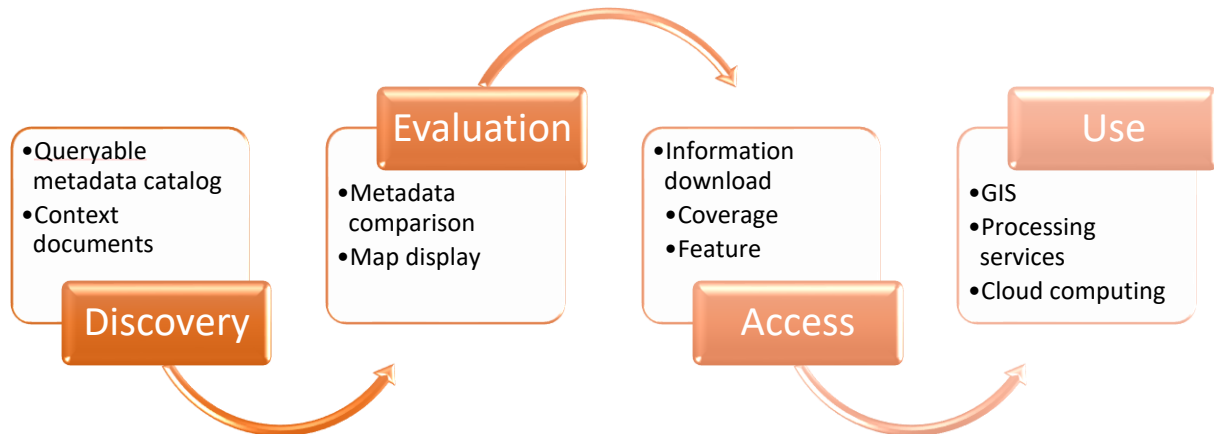 •Queryable
metadata catalog
•Context
documents
Discovery
Evaluation
•Metadata
comparison
•Map display
•Information
download
•Coverage
•Feature
Access
Use
•GIS
•Processing
services
•Cloud computing